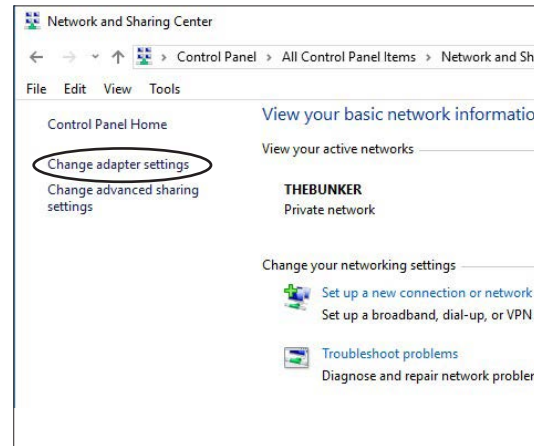 Network and Sharing Center
Control Panel > All Control Panel Items > Network and Sh
File Edit View Tools
Control Panel Home
Change adapter settings
Change advanced sharing
settings
View your basic network informatio
View your active networks
THEBUNKER
Private network
Change your networking settings
Set up a new connection or network
Set up a broadband, dial-up, or VPN
Troubleshoot problems
Diagnose and repair network probler